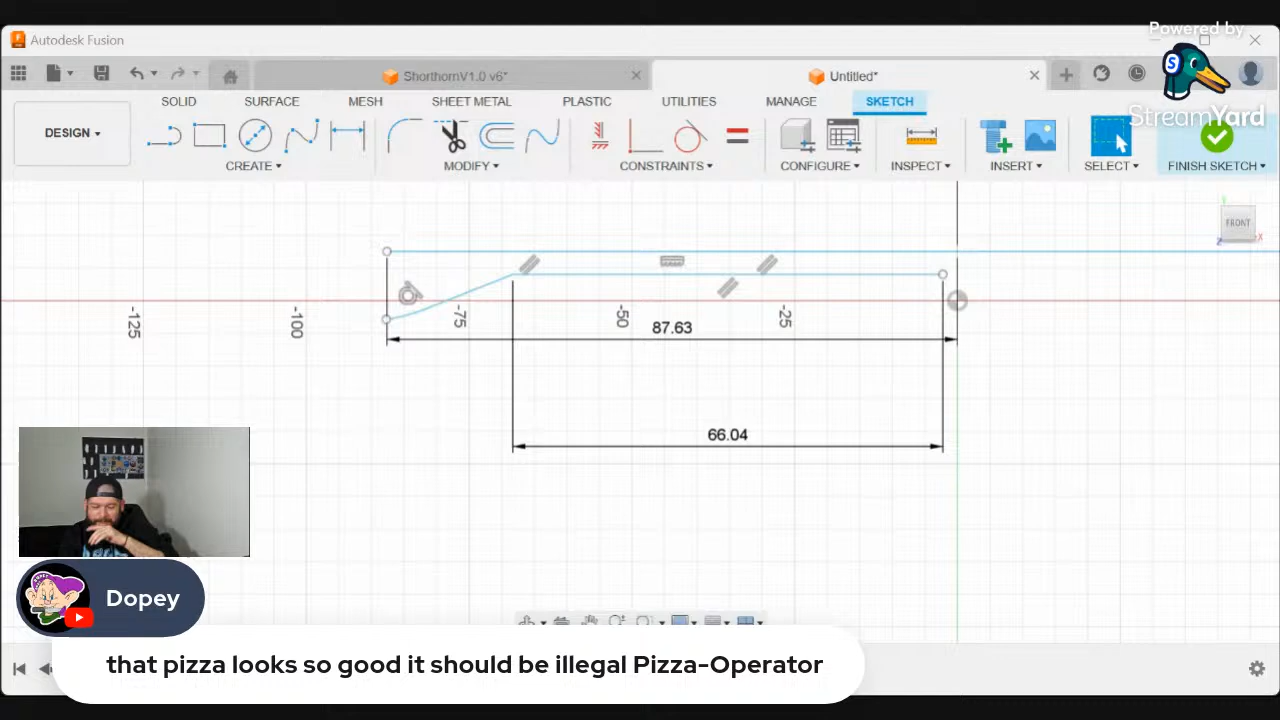 Powered by
Autodesk Fusion
StreamYard
ShorthornV1.0 v6*
Untitled*
DESIGN
SOLID
SURFACE
MESH
SHEET METAL
PLASTIC
UTILITIES
MANAGE
SKETCH
CREATE
MODIFY
CONSTRAINTS
CONFIGURE
INSPECT
INSERT
SELECT
FINISH SKETCH
Y
FRONT
Z
X
-125
-100
-75
-50
-25
87.63
66.04
Dopey
that pizza looks so good it should be illegal Pizza-Operator